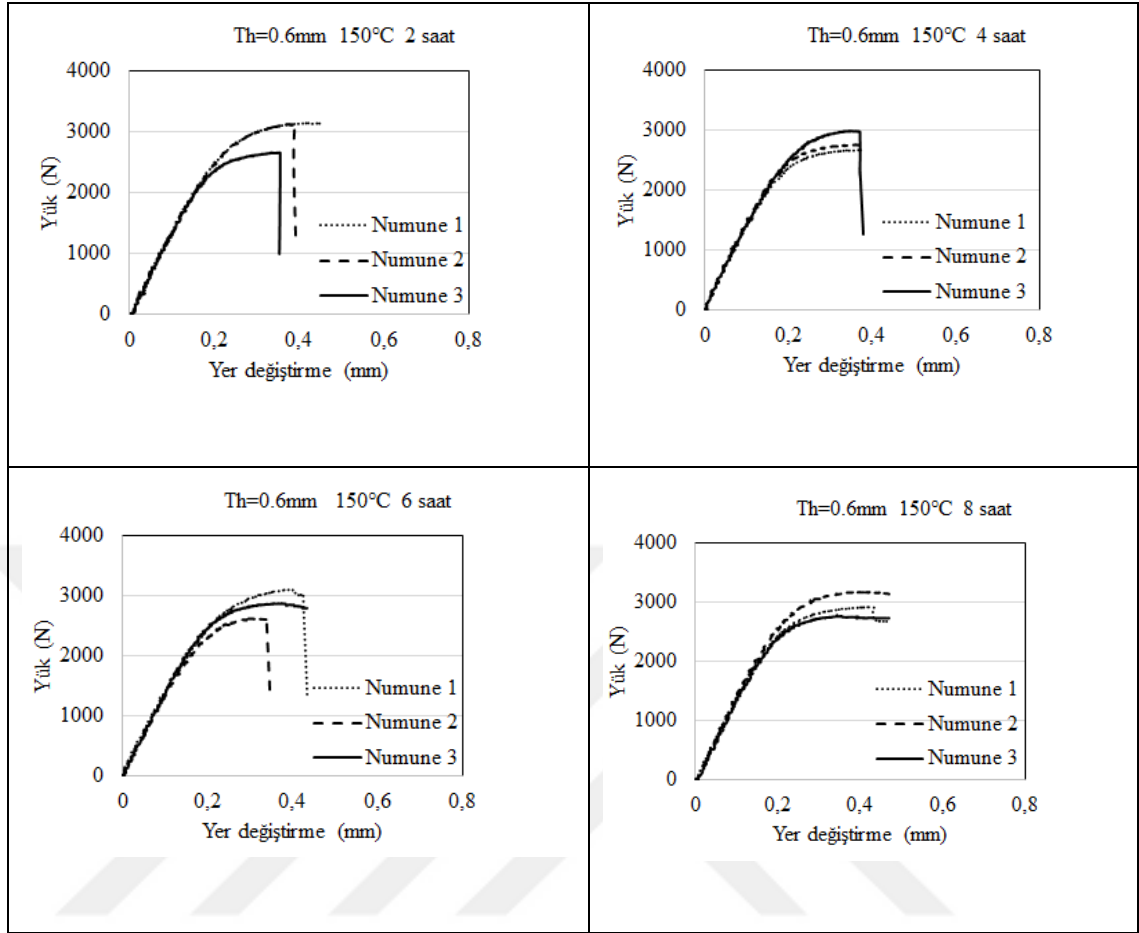 Th=0.6mm 150°C 2 saat
4000
3000
2000
1000
0
Yük (N)
Numune 1
Numune 2
Numune 3
0 0,2 0,4 0,6 0,8
Yer değiştirme (mm)
Th=0.6mm 150°C 4 saat
4000
3000
2000
1000
0
Yük (N)
Numune 1
Numune 2
Numune 3
0 0,2 0,4 0,6 0,8
Yer değiştirme (mm)
Th=0.6mm 150°C 6 saat
4000
3000
2000
1000
0
Yük (N)
Numune 1
Numune 2
Numune 3
0 0,2 0,4 0,6 0,8
Yer değiştirme (mm)
Th=0.6mm 150°C 8 saat
4000
3000
2000
1000
0
Yük (N)
Numune 1
Numune 2
Numune 3
0 0,2 0,4 0,6 0,8
Yer değiştirme (mm)